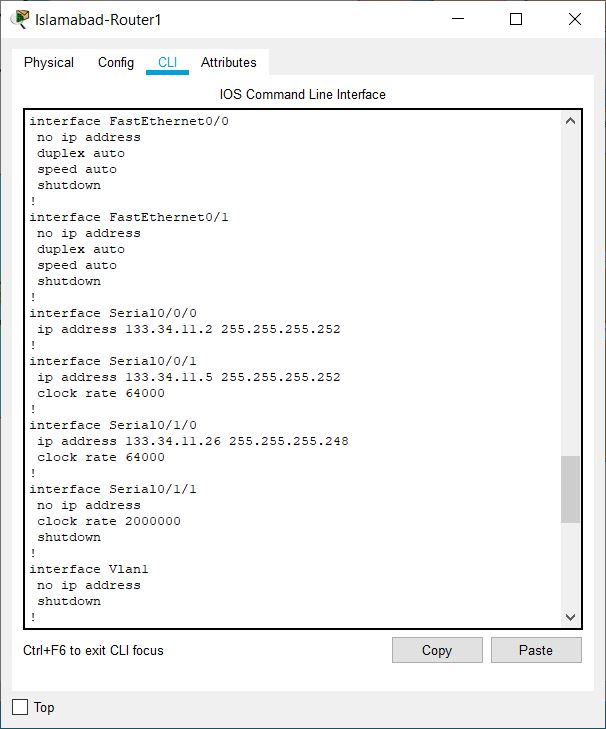 Islamabad-Router1
Physical Config CLI Attributes
IOS Command Line Interface
interface FastEthernet0/0
 no ip address
 duplex auto
 speed auto
 shutdown
!
interface FastEthernet0/1
 no ip address
 duplex auto
 speed auto
 shutdown
!
interface Serial0/0/0
 ip address 133.34.11.2 255.255.255.252
!
interface Serial0/0/1
 ip address 133.34.11.5 255.255.255.252
 clock rate 64000
!
interface Serial0/1/0
 ip address 133.34.11.26 255.255.255.248
 clock rate 64000
!
interface Serial0/1/1
 no ip address
 clock rate 2000000
 shutdown
!
interface Vlan1
 no ip address
 shutdown
!
Ctrl+F6 to exit CLI focus Copy Paste
Top